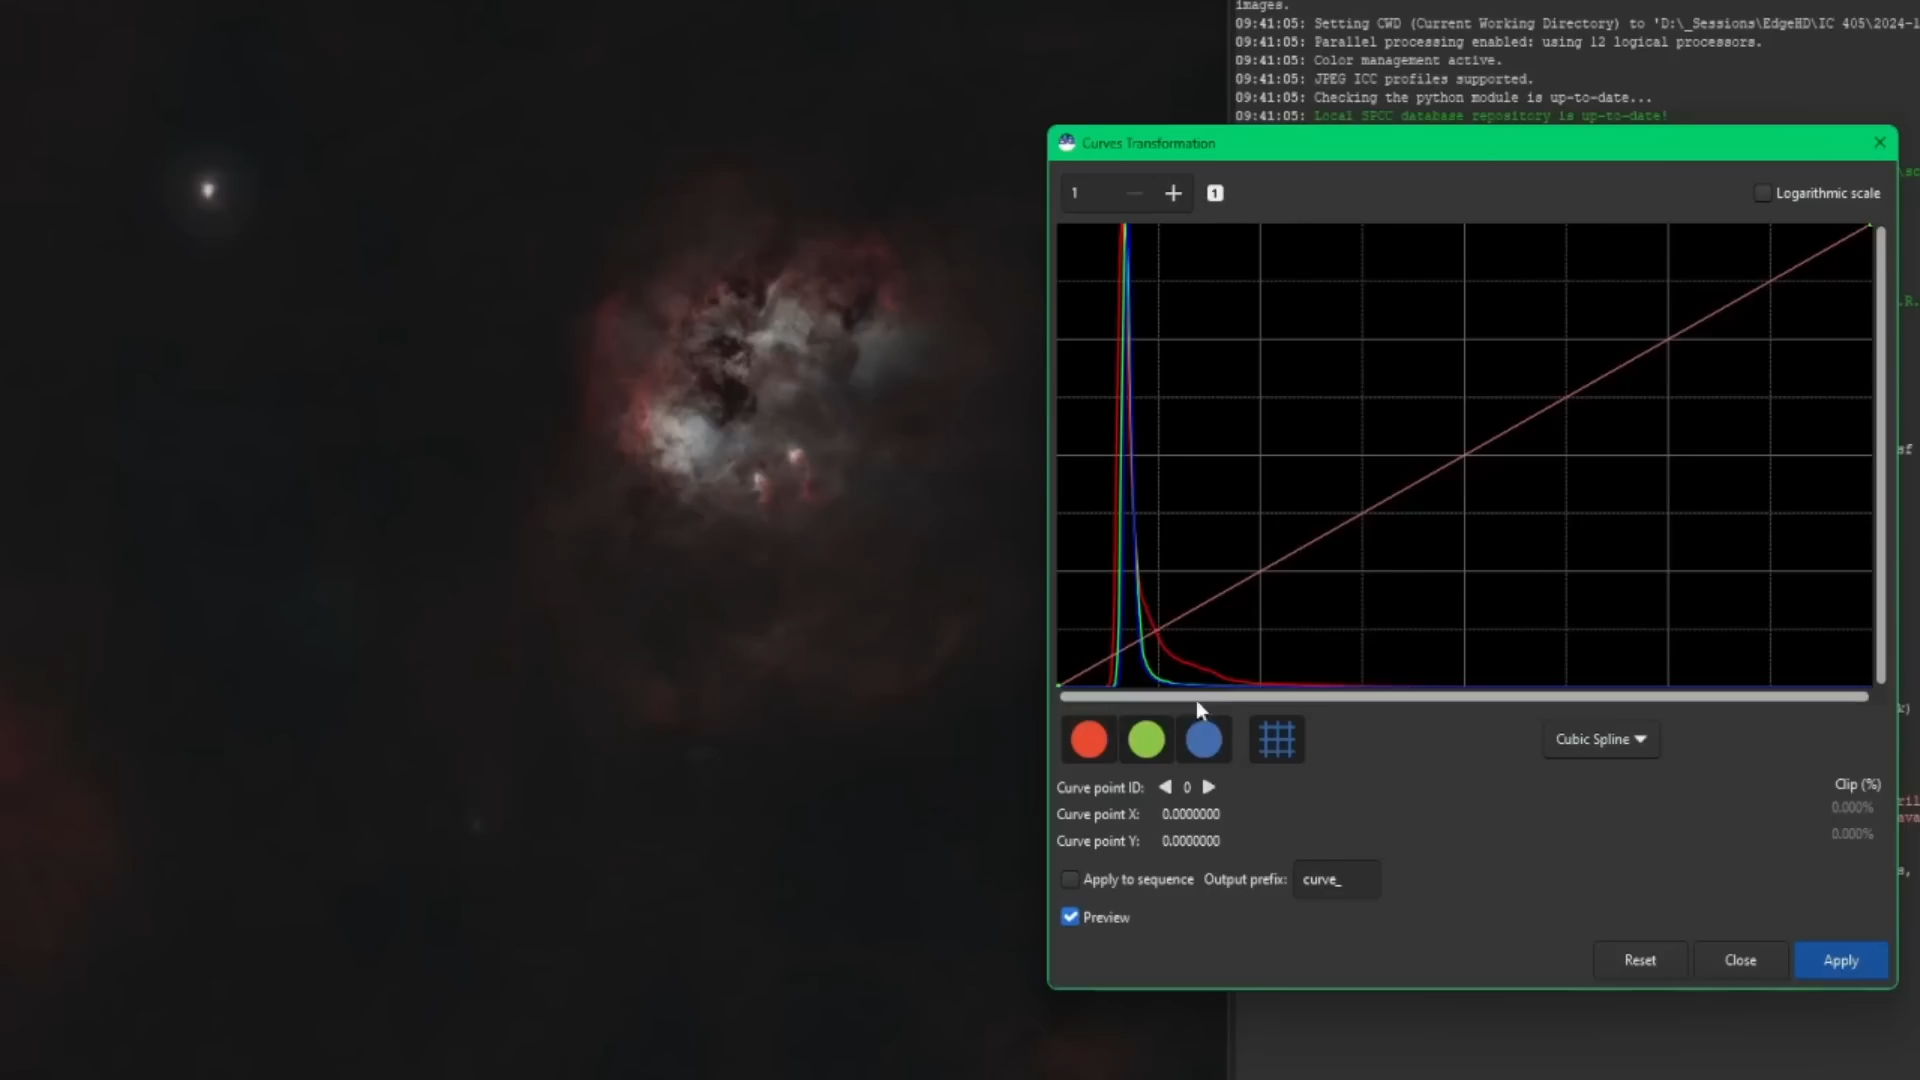 images.
09:41:05: Setting CWD (Current Working Directory) to 'D:\_Sessions\EdgeHD\IC 405\2024-1
09:41:05: Parallel processing enabled: using 12 logical processors.
09:41:05: Color management active.
09:41:05: JPEG ICC profiles supported.
09:41:05: Checking the python module is up-to-date...
09:41:05: Local SPCC database repository is up-to-date!
Curves Transformation
1
1
Logarithmic scale
Cubic Spline
Curve point ID: 0
Clip (%)
Curve point X: 0.0000000
0.000%
Curve point Y: 0.0000000
0.000%
Apply to sequence Output prefix: curve_
Preview
Reset Close Apply